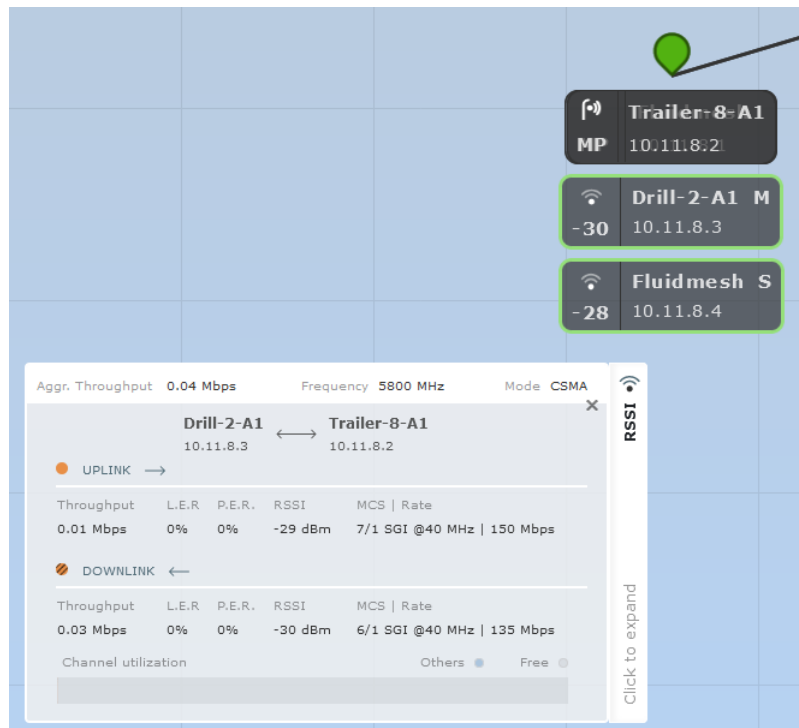 Trailer-8-A1
MP 10.11.8.2
Drill-2-A1 M
-30 10.11.8.3
Fluidmesh S
-28 10.11.8.4
Aggr. Throughput 0.04 Mbps Frequency 5800 MHz Mode CSMA
Drill-2-A1 ⟷ Trailer-8-A1
10.11.8.3 10.11.8.2
UPLINK →
Throughput L.E.R P.E.R. RSSI MCS | Rate
0.01 Mbps 0% 0% -29 dBm 7/1 SGI @40 MHz | 150 Mbps
DOWNLINK ←
Throughput L.E.R P.E.R. RSSI MCS | Rate
0.03 Mbps 0% 0% -30 dBm 6/1 SGI @40 MHz | 135 Mbps
Channel utilization Others Free
RSSI
Click to expand